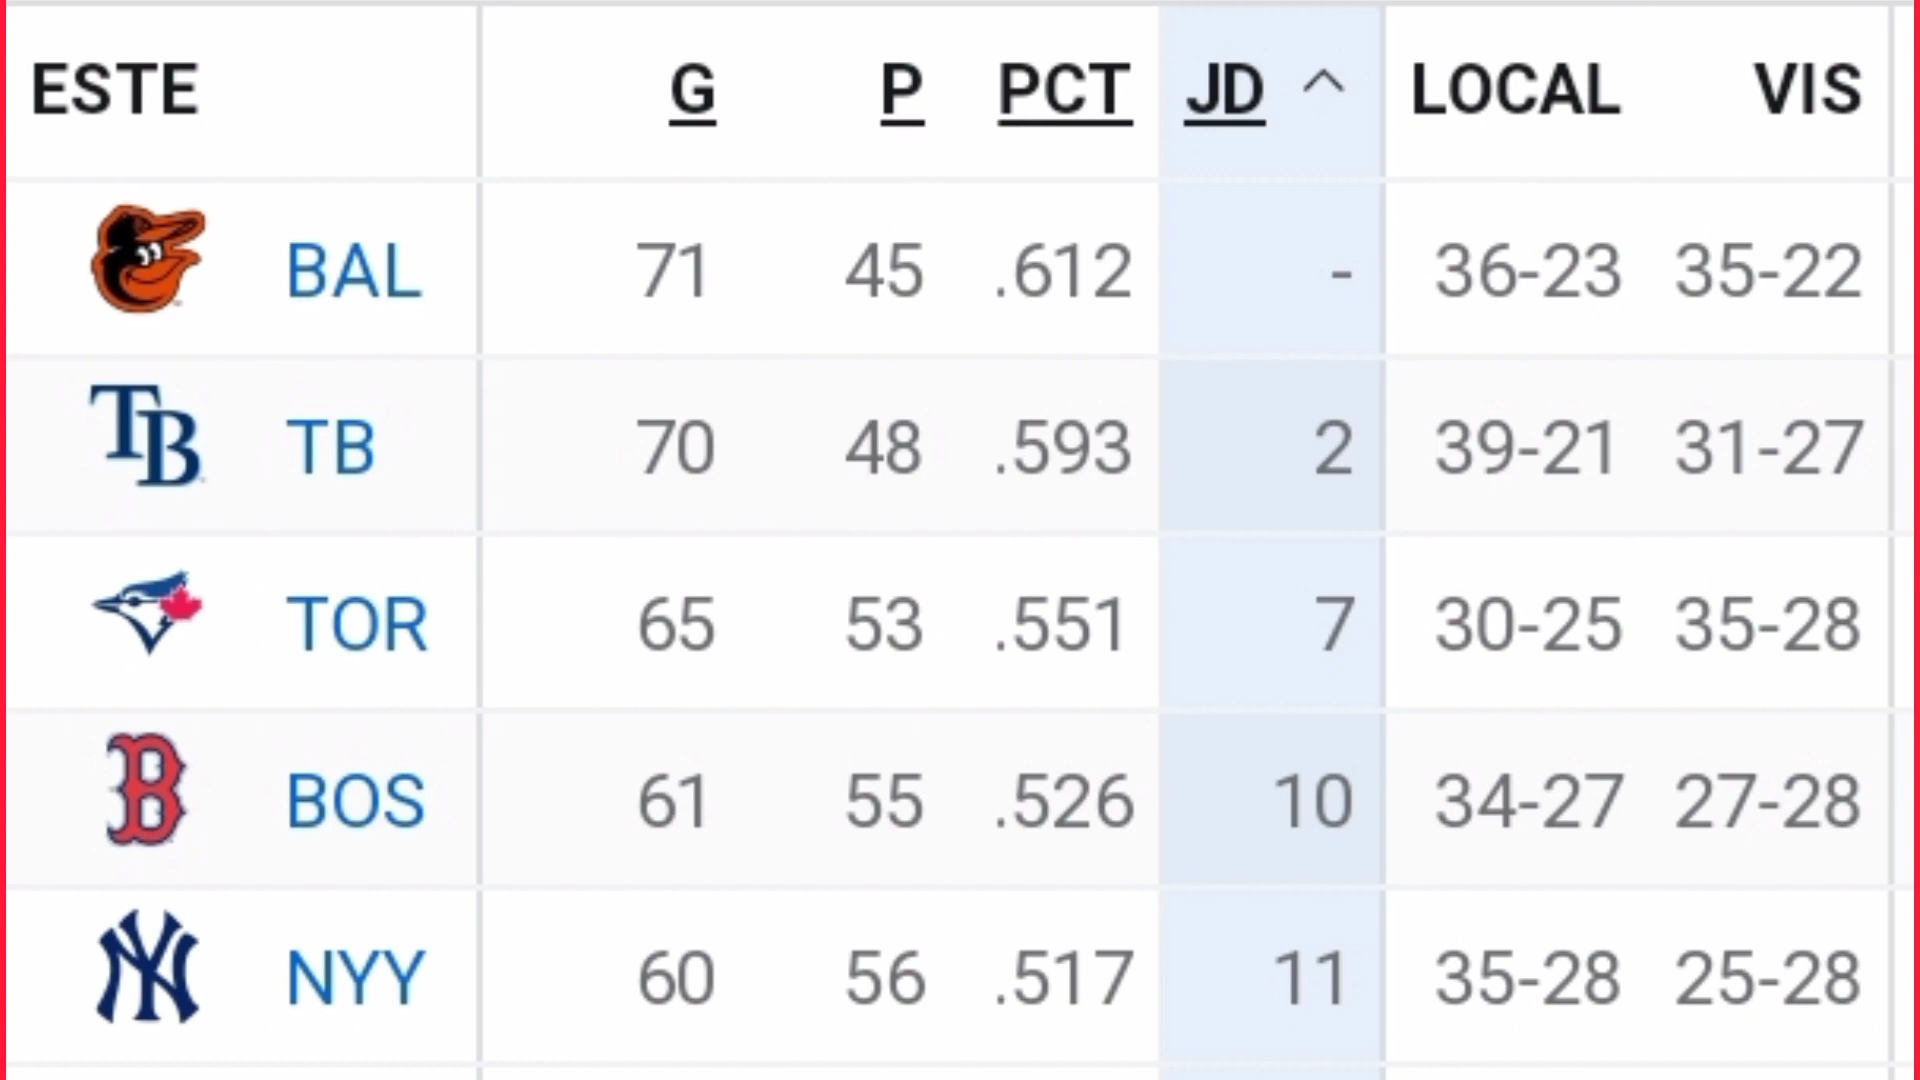 ESTE G P PCT JD LOCAL VIS
BAL 71 45 .612 - 36-23 35-22
TB TB 70 48 .593 2 39-21 31-27
TOR 65 53 .551 7 30-25 35-28
B BOS 61 55 .526 10 34-27 27-28
NY NYY 60 56 .517 11 35-28 25-28